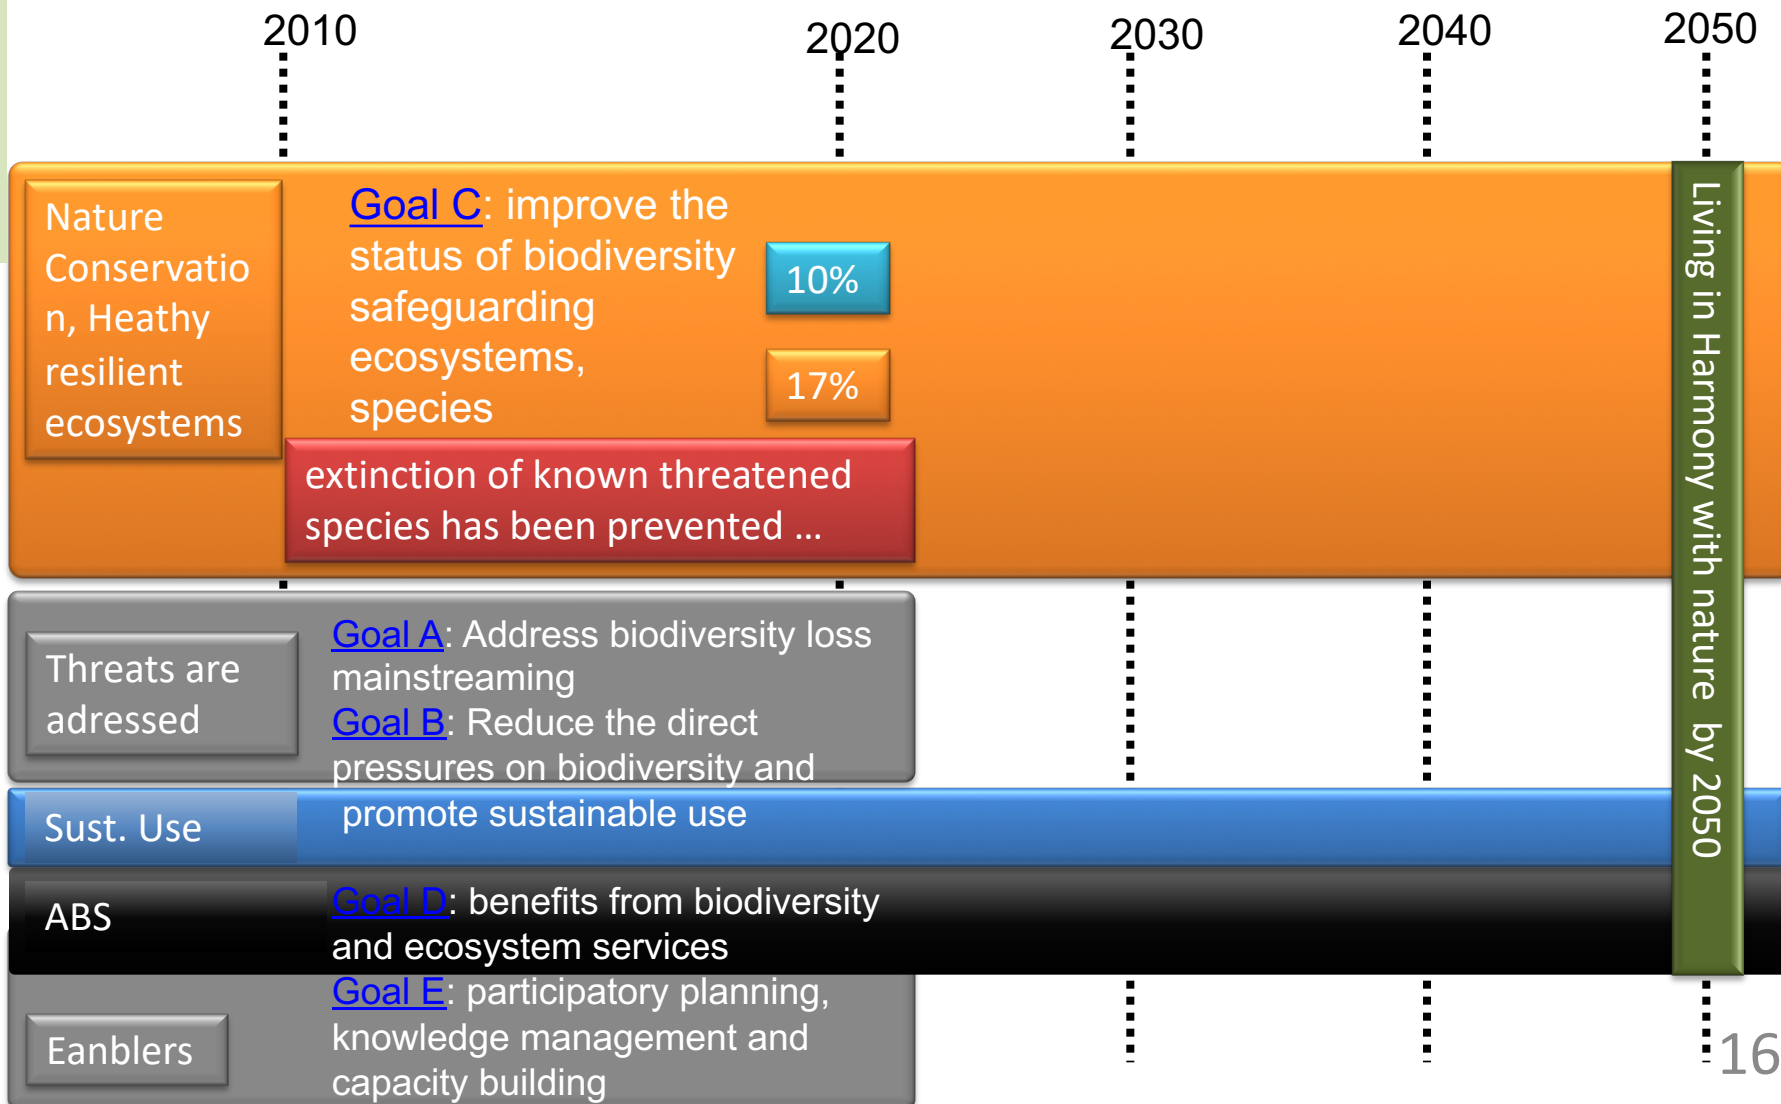 2010
2020
2030
2040
2050
Nature
Conservatio
n, Heathy
resilient
ecosystems
Goal C: improve the
status of biodiversity
safeguarding
ecosystems,
species
10%
17%
extinction of known threatened
species has been prevented ...
Living in Harmony with nature by 2050
Threats are
adressed
Goal A: Address biodiversity loss
mainstreaming
Goal B: Reduce the direct
pressures on biodiversity and
promote sustainable use
Sust. Use
ABS
Goal D: benefits from biodiversity
and ecosystem services
Goal E: participatory planning,
knowledge management and
capacity building
Eanblers
16